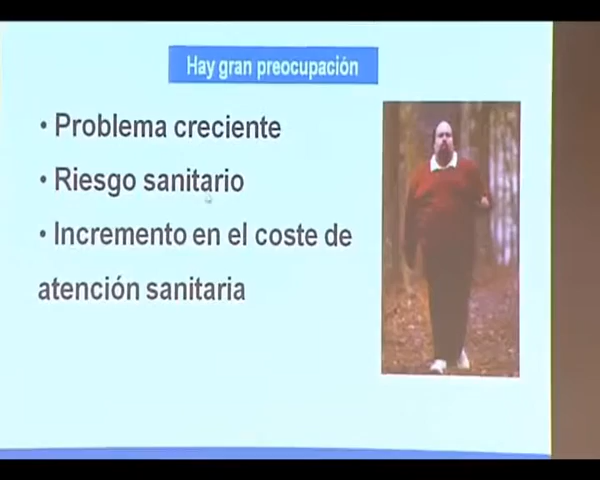 Hay gran preocupación
• Problema creciente
• Riesgo sanitario
• Incremento en el coste de
atención sanitaria